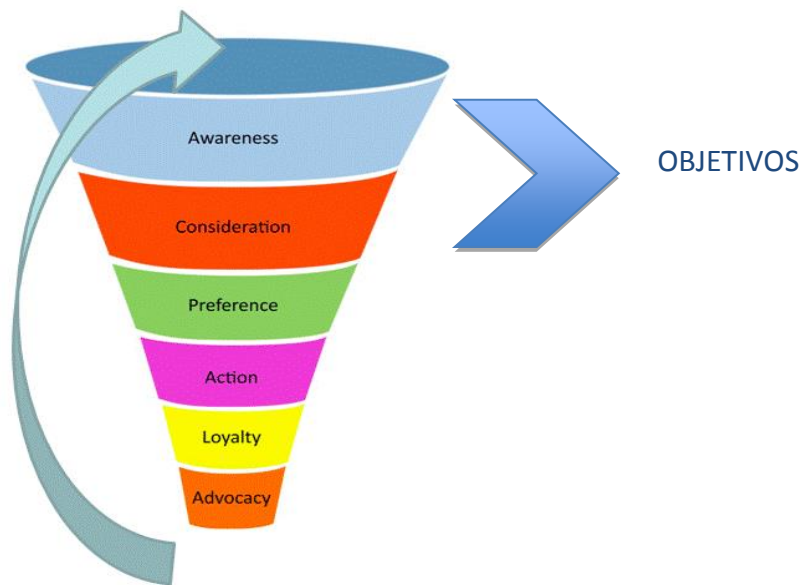 Awareness
OBJETIVOS
Consideration
Preference
Action
Loyalty
Advocacy